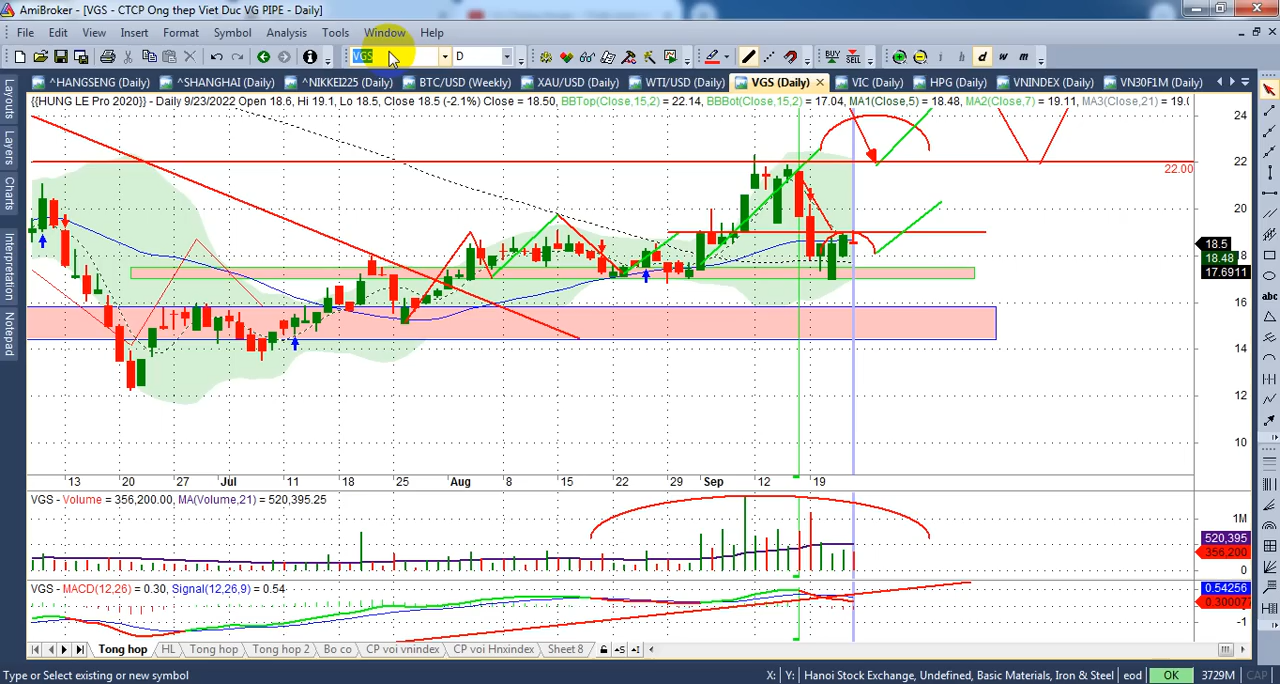 AmiBroker - [VGS - CTCP Ong thep Viet Duc VG PIPE - Daily]
File Edit View Insert Format Symbol Analysis Tools Window Help
VGS D i h d w m BUY SELL
^HANGSENG (Daily) ^SHANGHAI (Daily) ^NIKKEI225 (Daily) BTC/USD (Weekly) XAU/USD (Daily) WTI/USD (Daily) VGS (Daily) VIC (Daily) HPG (Daily) VNINDEX (Daily) VN30F1M (Daily)
{{HUNG LE Pro 2020}} - Daily 9/23/2022 Open 18.6, Hi 19.1, Lo 18.5, Close 18.5 (-2.1%) Close = 18.50, BBTop(Close,15,2) = 22.14, BBBot(Close,15,2) = 17.04, MA1(Close,5) = 18.48, MA2(Close,7) = 19.11, MA3(Close,21) = 19.0
Layouts
Layers
Charts
Interpretation
Notepad
abc
24
22
22.00
20
18.5
18.48
8
17.6911
16
14
12
10
13 20 27 Jul 11 18 25 Aug 8 15 22 29 Sep 12 19
VGS - Volume = 356,200.00, MA(Volume,21) = 520,395.25
1M
520,395
356,200
0
VGS - MACD(12,26) = 0.30, Signal(12,26,9) = 0.54
0.54256
0.30007
-1
Tong hop HL Tong hop Tong hop 2 Bo co CP voi vnindex CP voi Hnxindex Sheet 8
Type or Select existing or new symbol X: Y: Hanoi Stock Exchange, Undefined, Basic Materials, Iron & Steel eod OK 3729M CAP